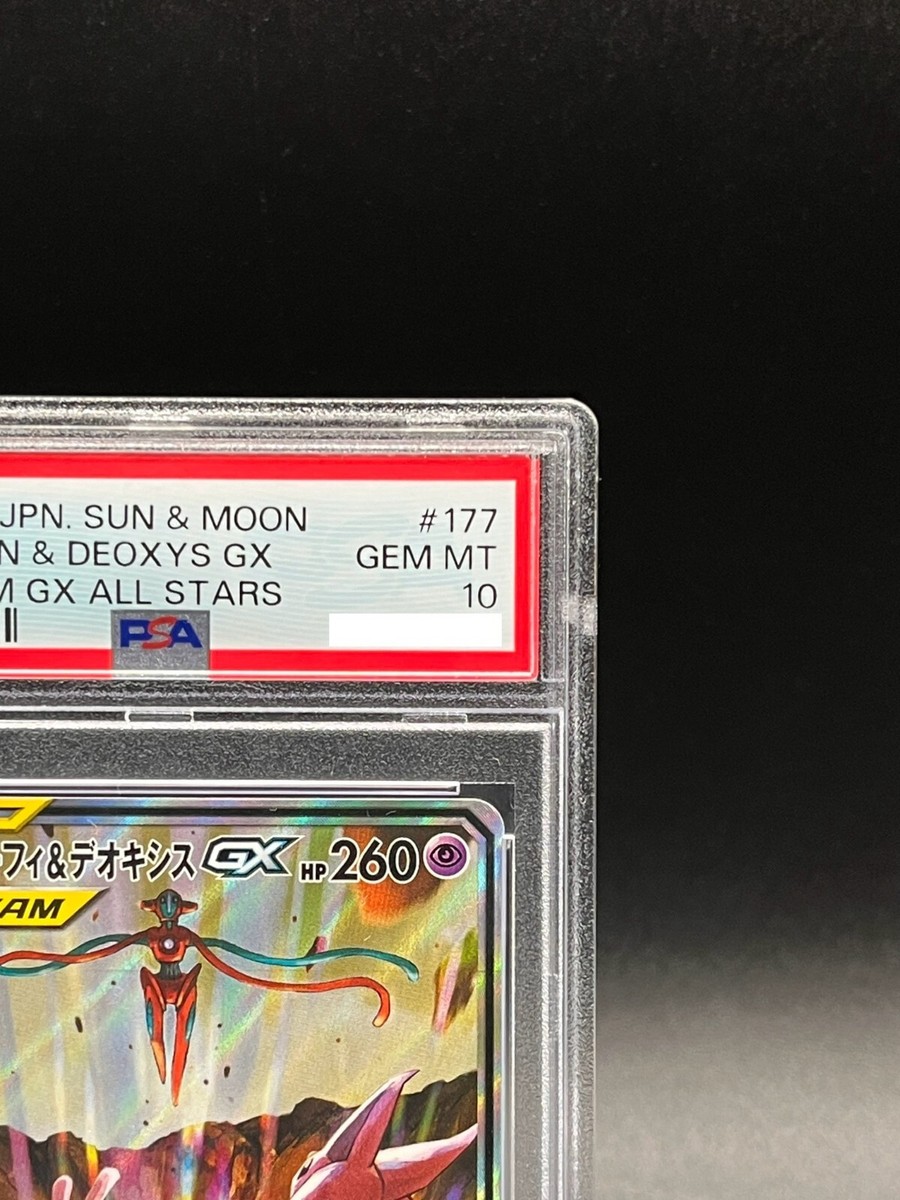 JPN. SUN & MOON #177
N & DEOXYS GX GEM MT
M GX ALL STARS 10
PSA
フィ&デオキシス GX HP 260
AM